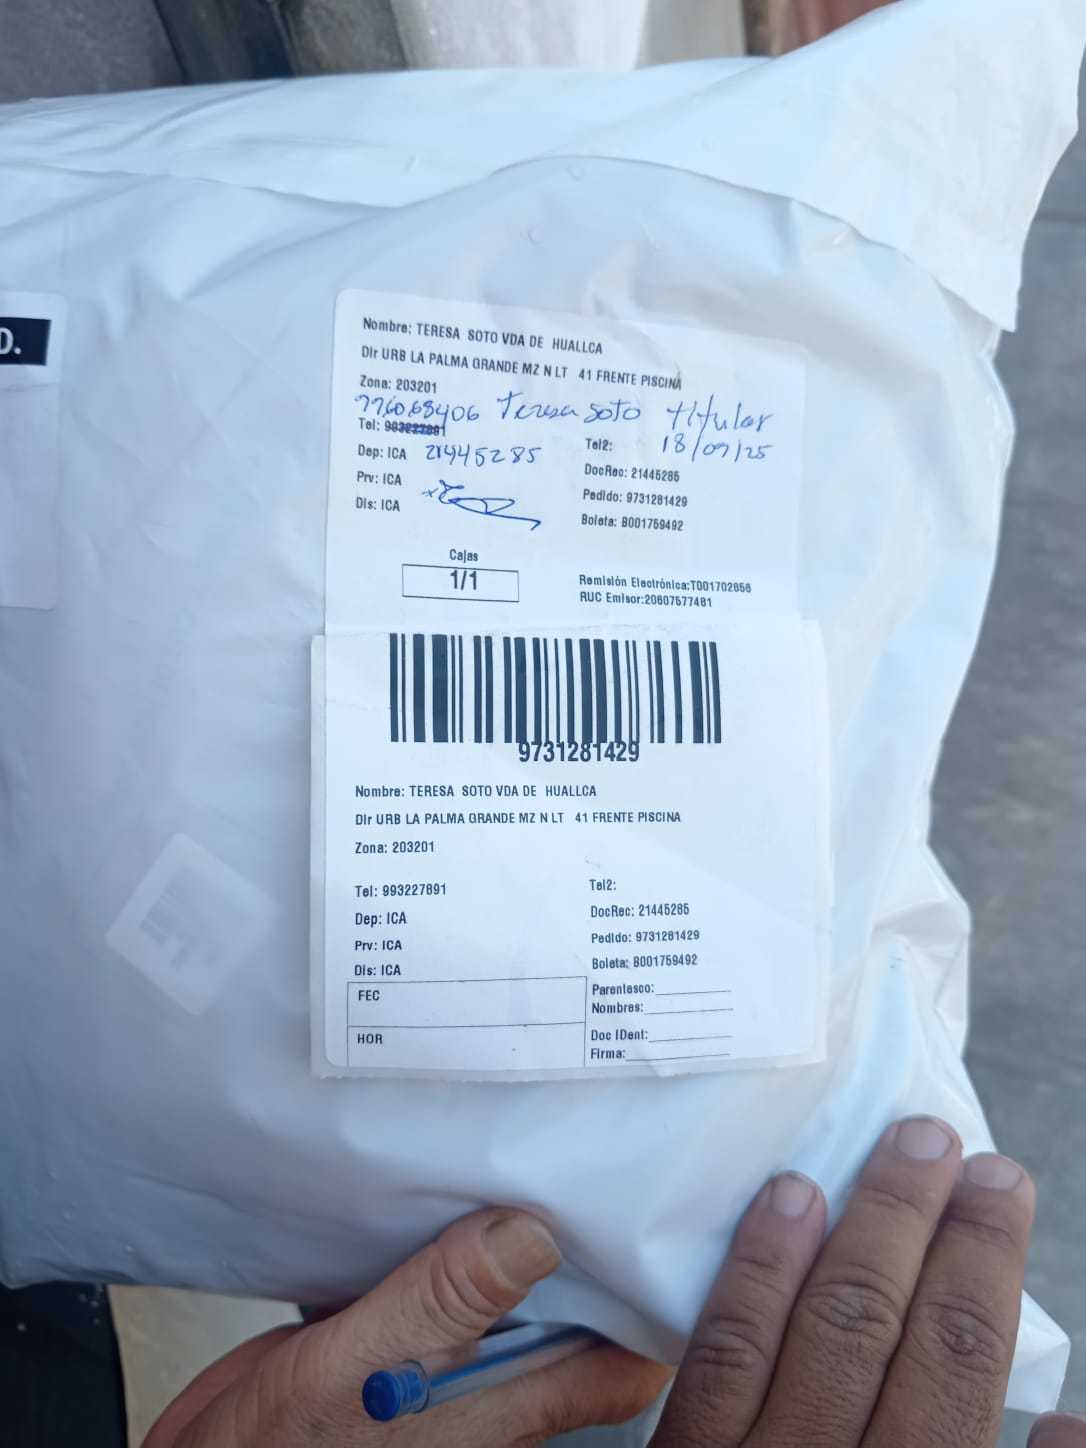 D.
Nombre: TERESA SOTO VDA DE HUALLCA
Dir URB LA PALMA GRANDE MZ N LT 41 FRENTE PISCINA
Zona: 203201
776068406 Teresa Soto titular
Tel: 993227891
Tel2:
18/09/25
Dep: ICA 21445285
DocRec: 21445285
Prv: ICA
Pedido: 9731281429
Dis: ICA
Boleta: B001759492
Cajas
1/1
Remisión Electrónica:T001702856
RUC Emisor:20607577481
9731281429
Nombre: TERESA SOTO VDA DE HUALLCA
Dir URB LA PALMA GRANDE MZ N LT 41 FRENTE PISCINA
Zona: 203201
Tel: 993227891
Tel2:
Dep: ICA
DocRec: 21445285
Prv: ICA
Pedido: 9731281429
Dis: ICA
Boleta: B001759492
FEC
Parentesco:
Nombres:
HOR
Doc IDent:
Firma: